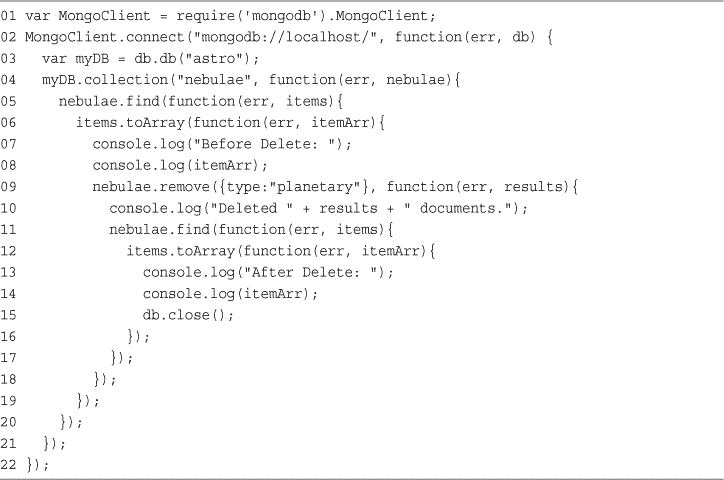 01 var MongoClient = require('mongodb').MongoClient;
02 MongoClient.connect("mongodb://localhost/", function(err, db) {
03   var myDB = db.db("astro");
04   myDB.collection("nebulae", function(err, nebulae){
05     nebulae.find(function(err, items){
06       items.toArray(function(err, itemArr){
07         console.log("Before Delete: ");
08         console.log(itemArr);
09         nebulae.remove({type:"planetary"}, function(err, results){
10           console.log("Deleted " + results + " documents.");
11           nebulae.find(function(err, items){
12             items.toArray(function(err, itemArr){
13               console.log("After Delete: ");
14               console.log(itemArr);
15               db.close();
16             });
17           });
18         });
19       });
20     });
21   });
22 });